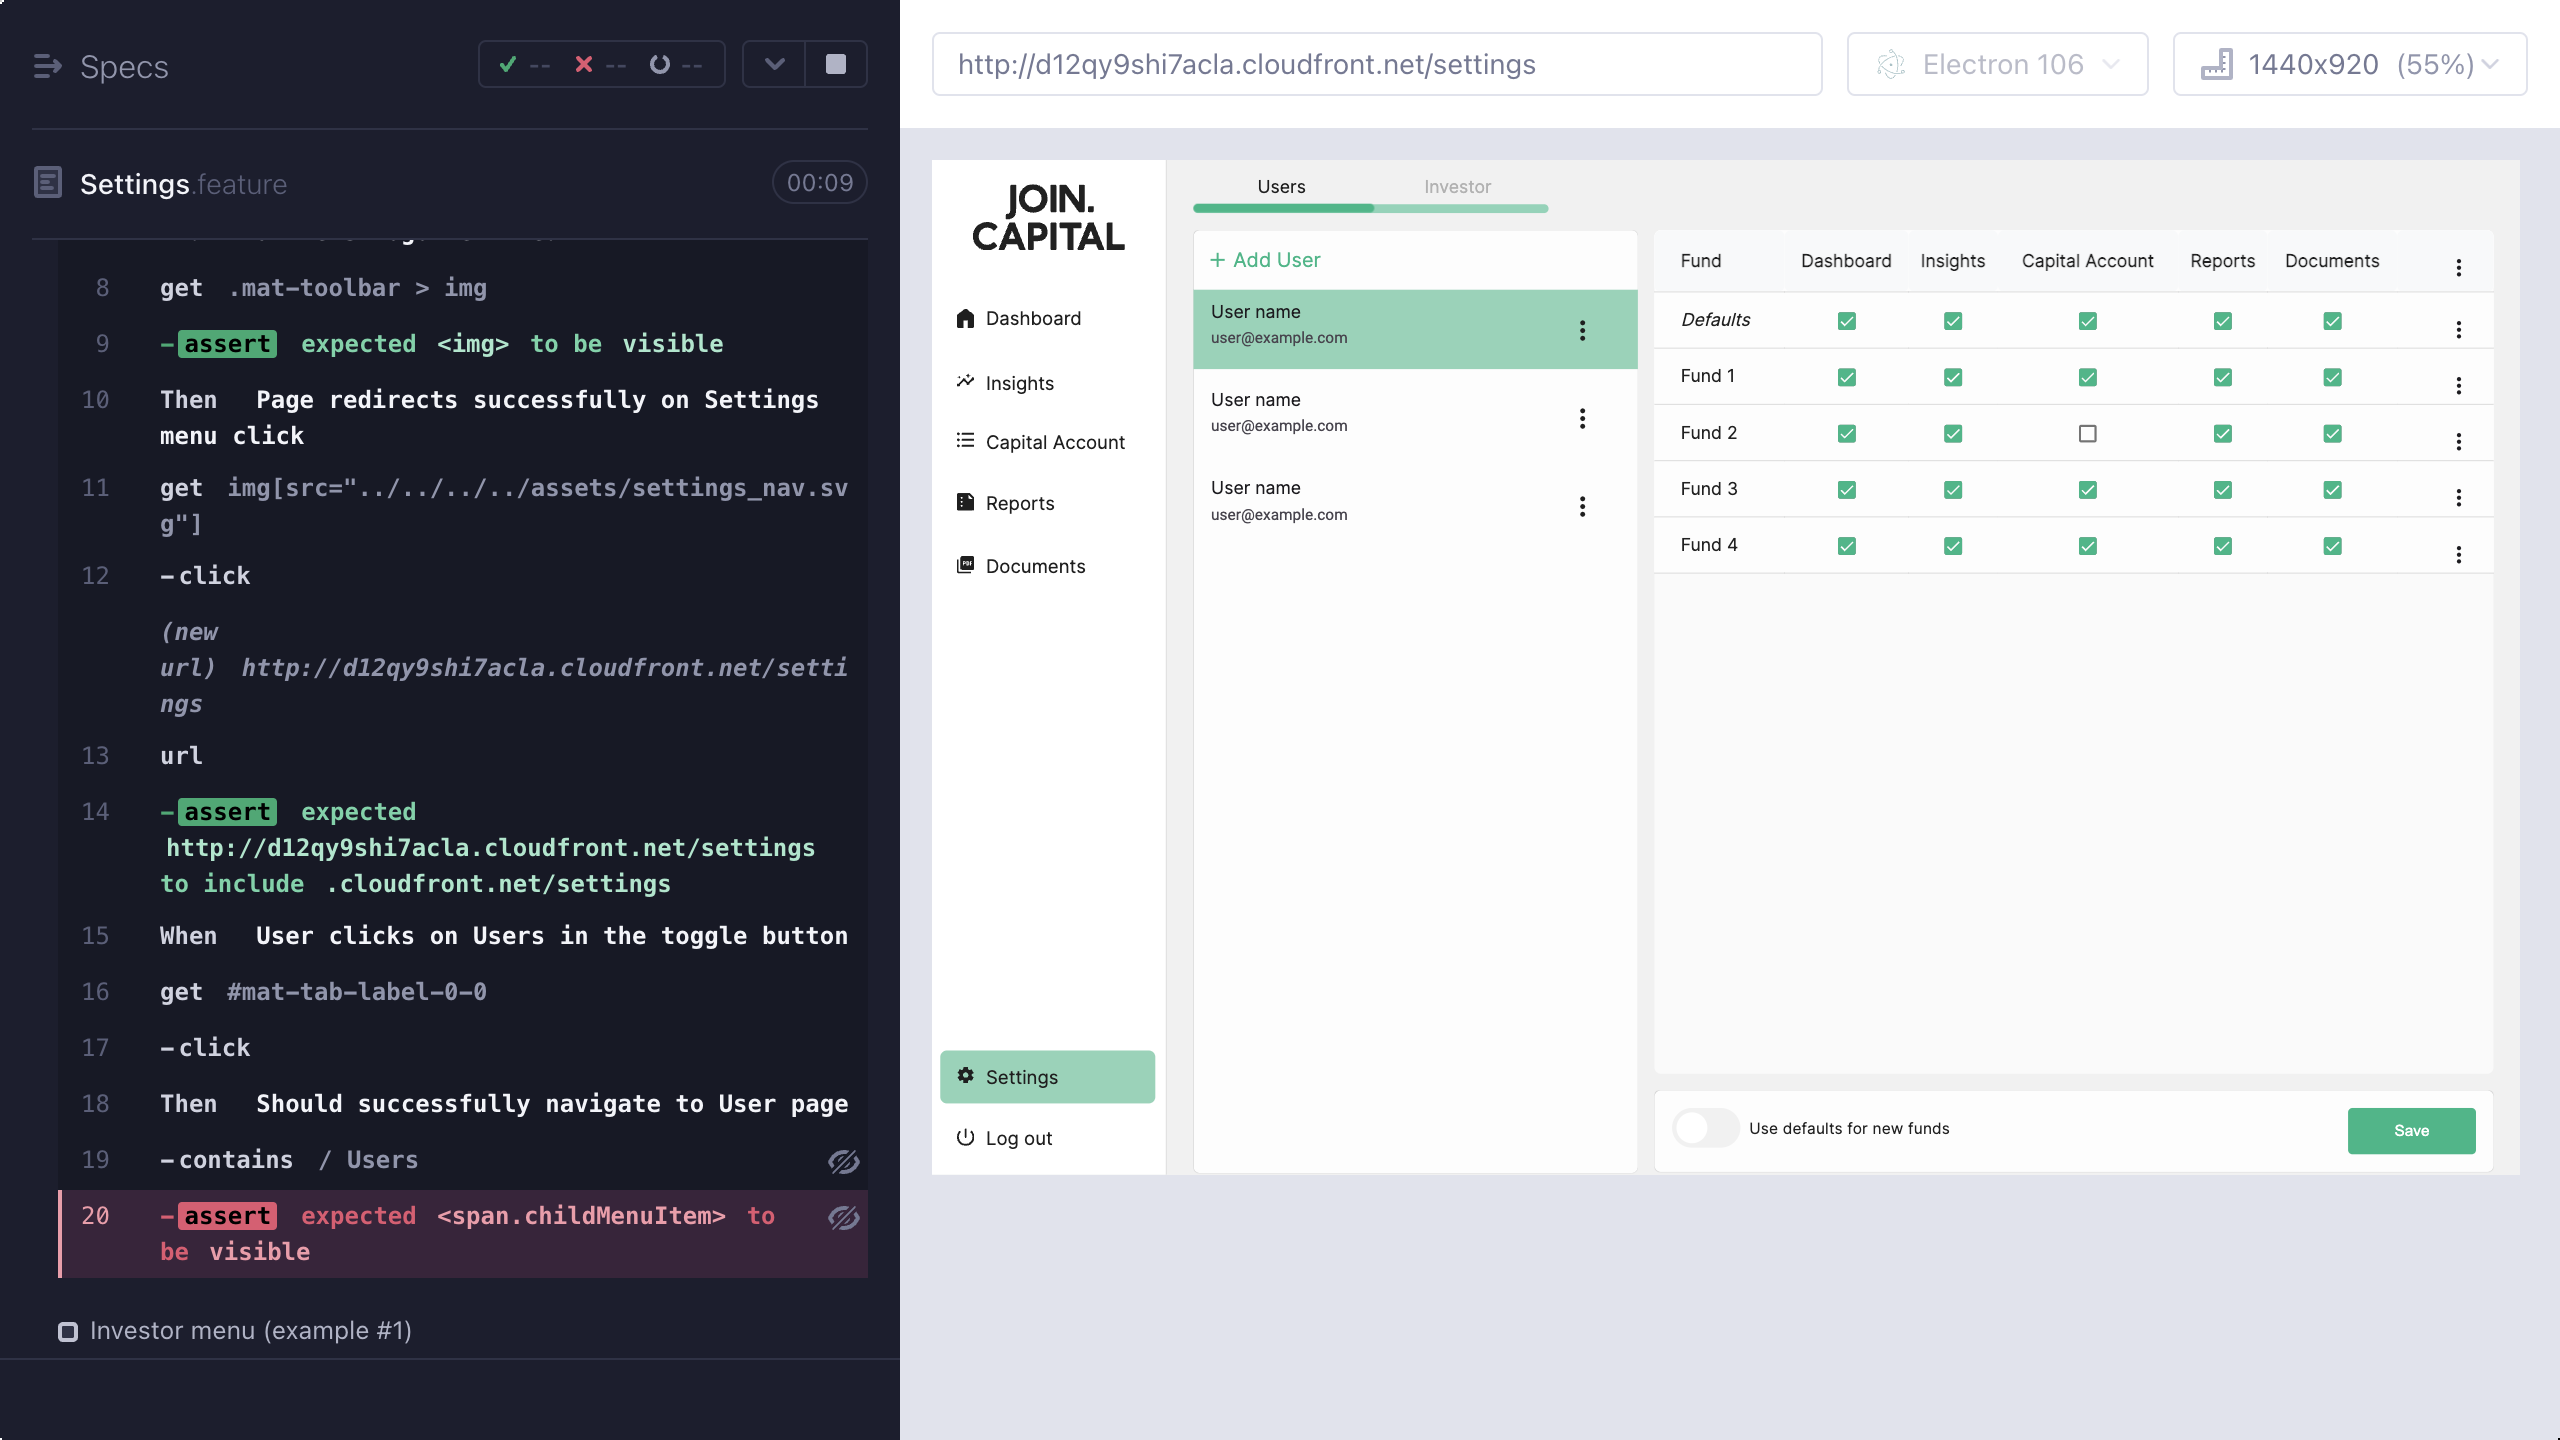 Specs
-- -- --
Settings.feature
00:09
8 get .mat-toolbar > img
9 -assert expected <img> to be visible
10 Then Page redirects successfully on Settings
menu click
11 get img[src="../../../../assets/settings_nav.sv
g"]
12 -click
(new
url) http://d12qy9shi7acla.cloudfront.net/setti
ngs
13 url
14 -assert expected
http://d12qy9shi7acla.cloudfront.net/settings
to include .cloudfront.net/settings
15 When User clicks on Users in the toggle button
16 get #mat-tab-label-0-0
17 -click
18 Then Should successfully navigate to User page
19 -contains / Users
20 -assert expected <span.childMenuItem> to
be visible
Investor menu (example #1)
http://d12qy9shi7acla.cloudfront.net/settings
Electron 106
1440x920 (55%)
JOIN.
CAPITAL
Dashboard
Insights
Capital Account
Reports
Documents
Settings
Log out
Users Investor
+ Add User
User name
user@example.com
User name
user@example.com
User name
user@example.com
Fund Dashboard Insights Capital Account Reports Documents
Defaults
Fund 1
Fund 2
Fund 3
Fund 4
Use defaults for new funds
Save